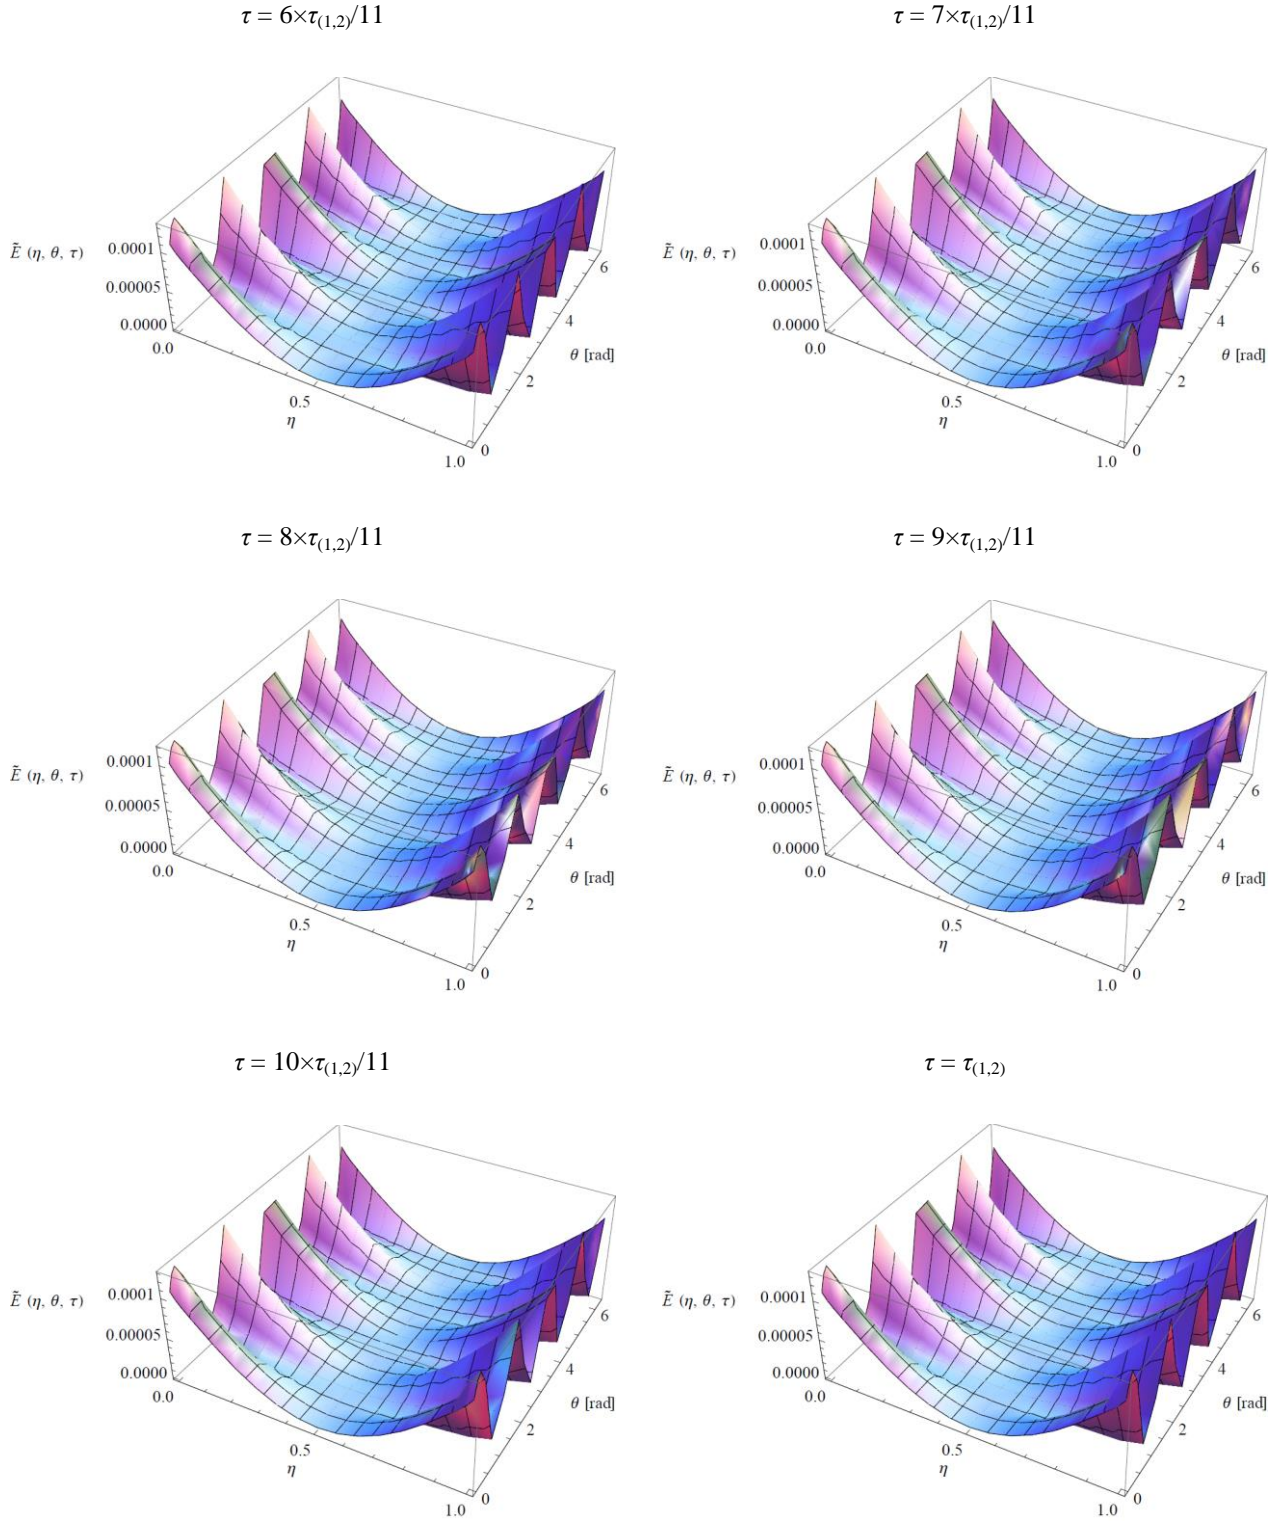 τ = 6×τ(1,2)/11
τ = 7×τ(1,2)/11
Ẽ (η, θ, τ)
0.0001
0.00005
0.0000
0.0
0.5
η
1.0
0
2
4
6
θ [rad]
Ẽ (η, θ, τ)
0.0001
0.00005
0.0000
0.0
0.5
η
1.0
0
2
4
6
θ [rad]
τ = 8×τ(1,2)/11
τ = 9×τ(1,2)/11
Ẽ (η, θ, τ)
0.0001
0.00005
0.0000
0.0
0.5
η
1.0
0
2
4
6
θ [rad]
Ẽ (η, θ, τ)
0.0001
0.00005
0.0000
0.0
0.5
η
1.0
0
2
4
6
θ [rad]
τ = 10×τ(1,2)/11
τ = τ(1,2)
Ẽ (η, θ, τ)
0.0001
0.00005
0.0000
0.0
0.5
η
1.0
0
2
4
6
θ [rad]
Ẽ (η, θ, τ)
0.0001
0.00005
0.0000
0.0
0.5
η
1.0
0
2
4
6
θ [rad]